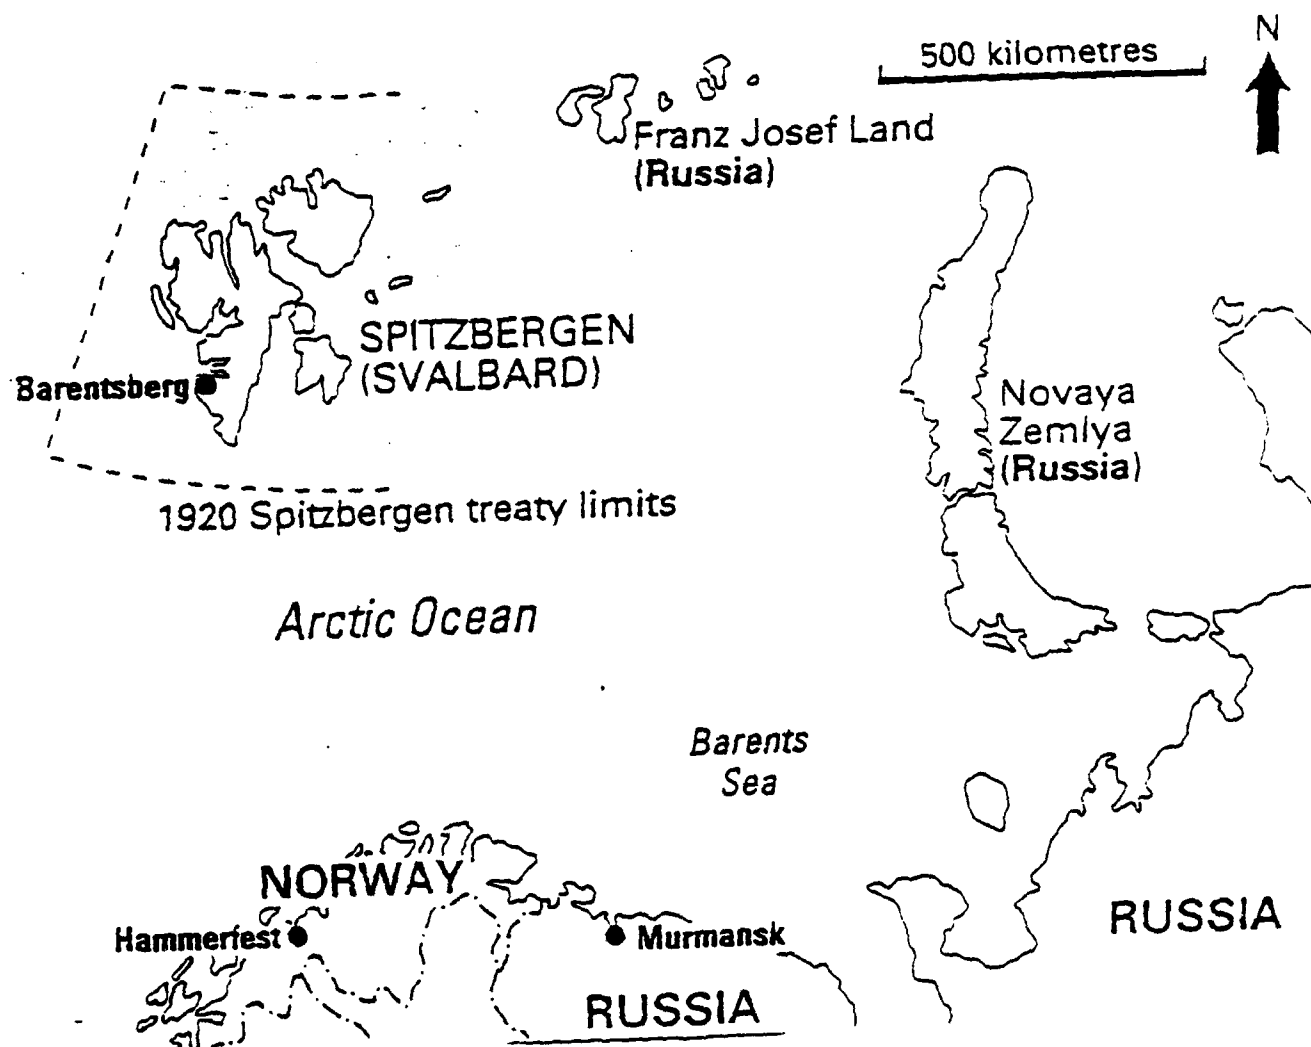 500 kilometres
N
Franz Josef Land
(Russia)
SPITZBERGEN
(SVALBARD)
Barentsberg
Novaya
Zemlya
(Russia)
1920 Spitzbergen treaty limits
Arctic Ocean
Barents
Sea
NORWAY
Hammerfest
Murmansk
RUSSIA
RUSSIA